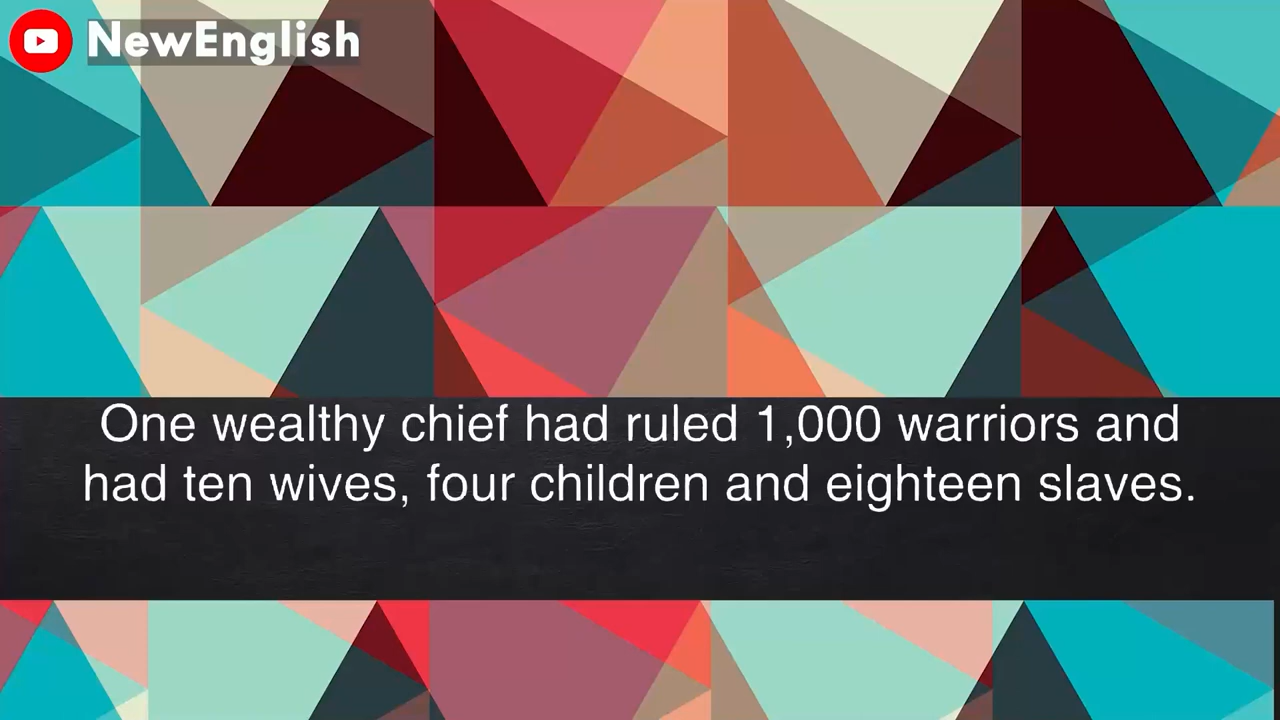 NewEnglish
One wealthy chief had ruled 1,000 warriors and
had ten wives, four children and eighteen slaves.